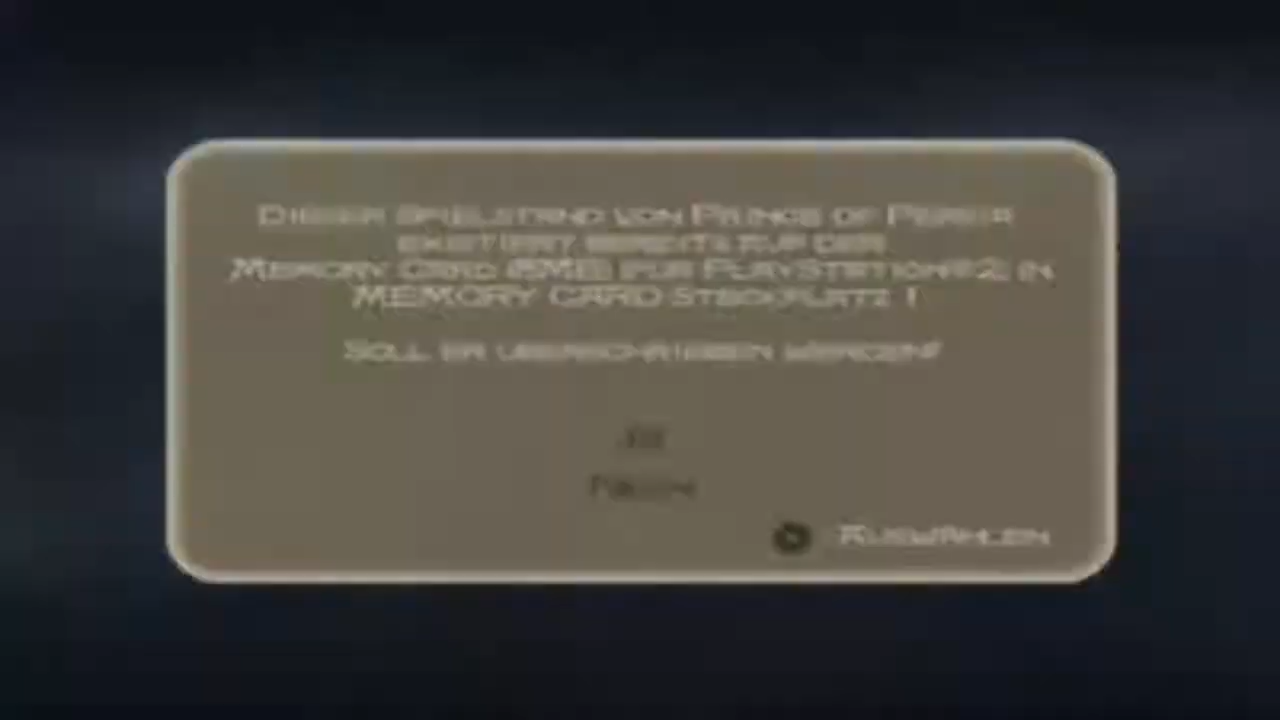 Dieser Spielstand von Prince of Persia
existiert bereits auf der
Memory Card (8MB) für PlayStation®2 in
MEMORY CARD Steckplatz 1
Soll er überschrieben werden?
Ja
Nein
Auswählen